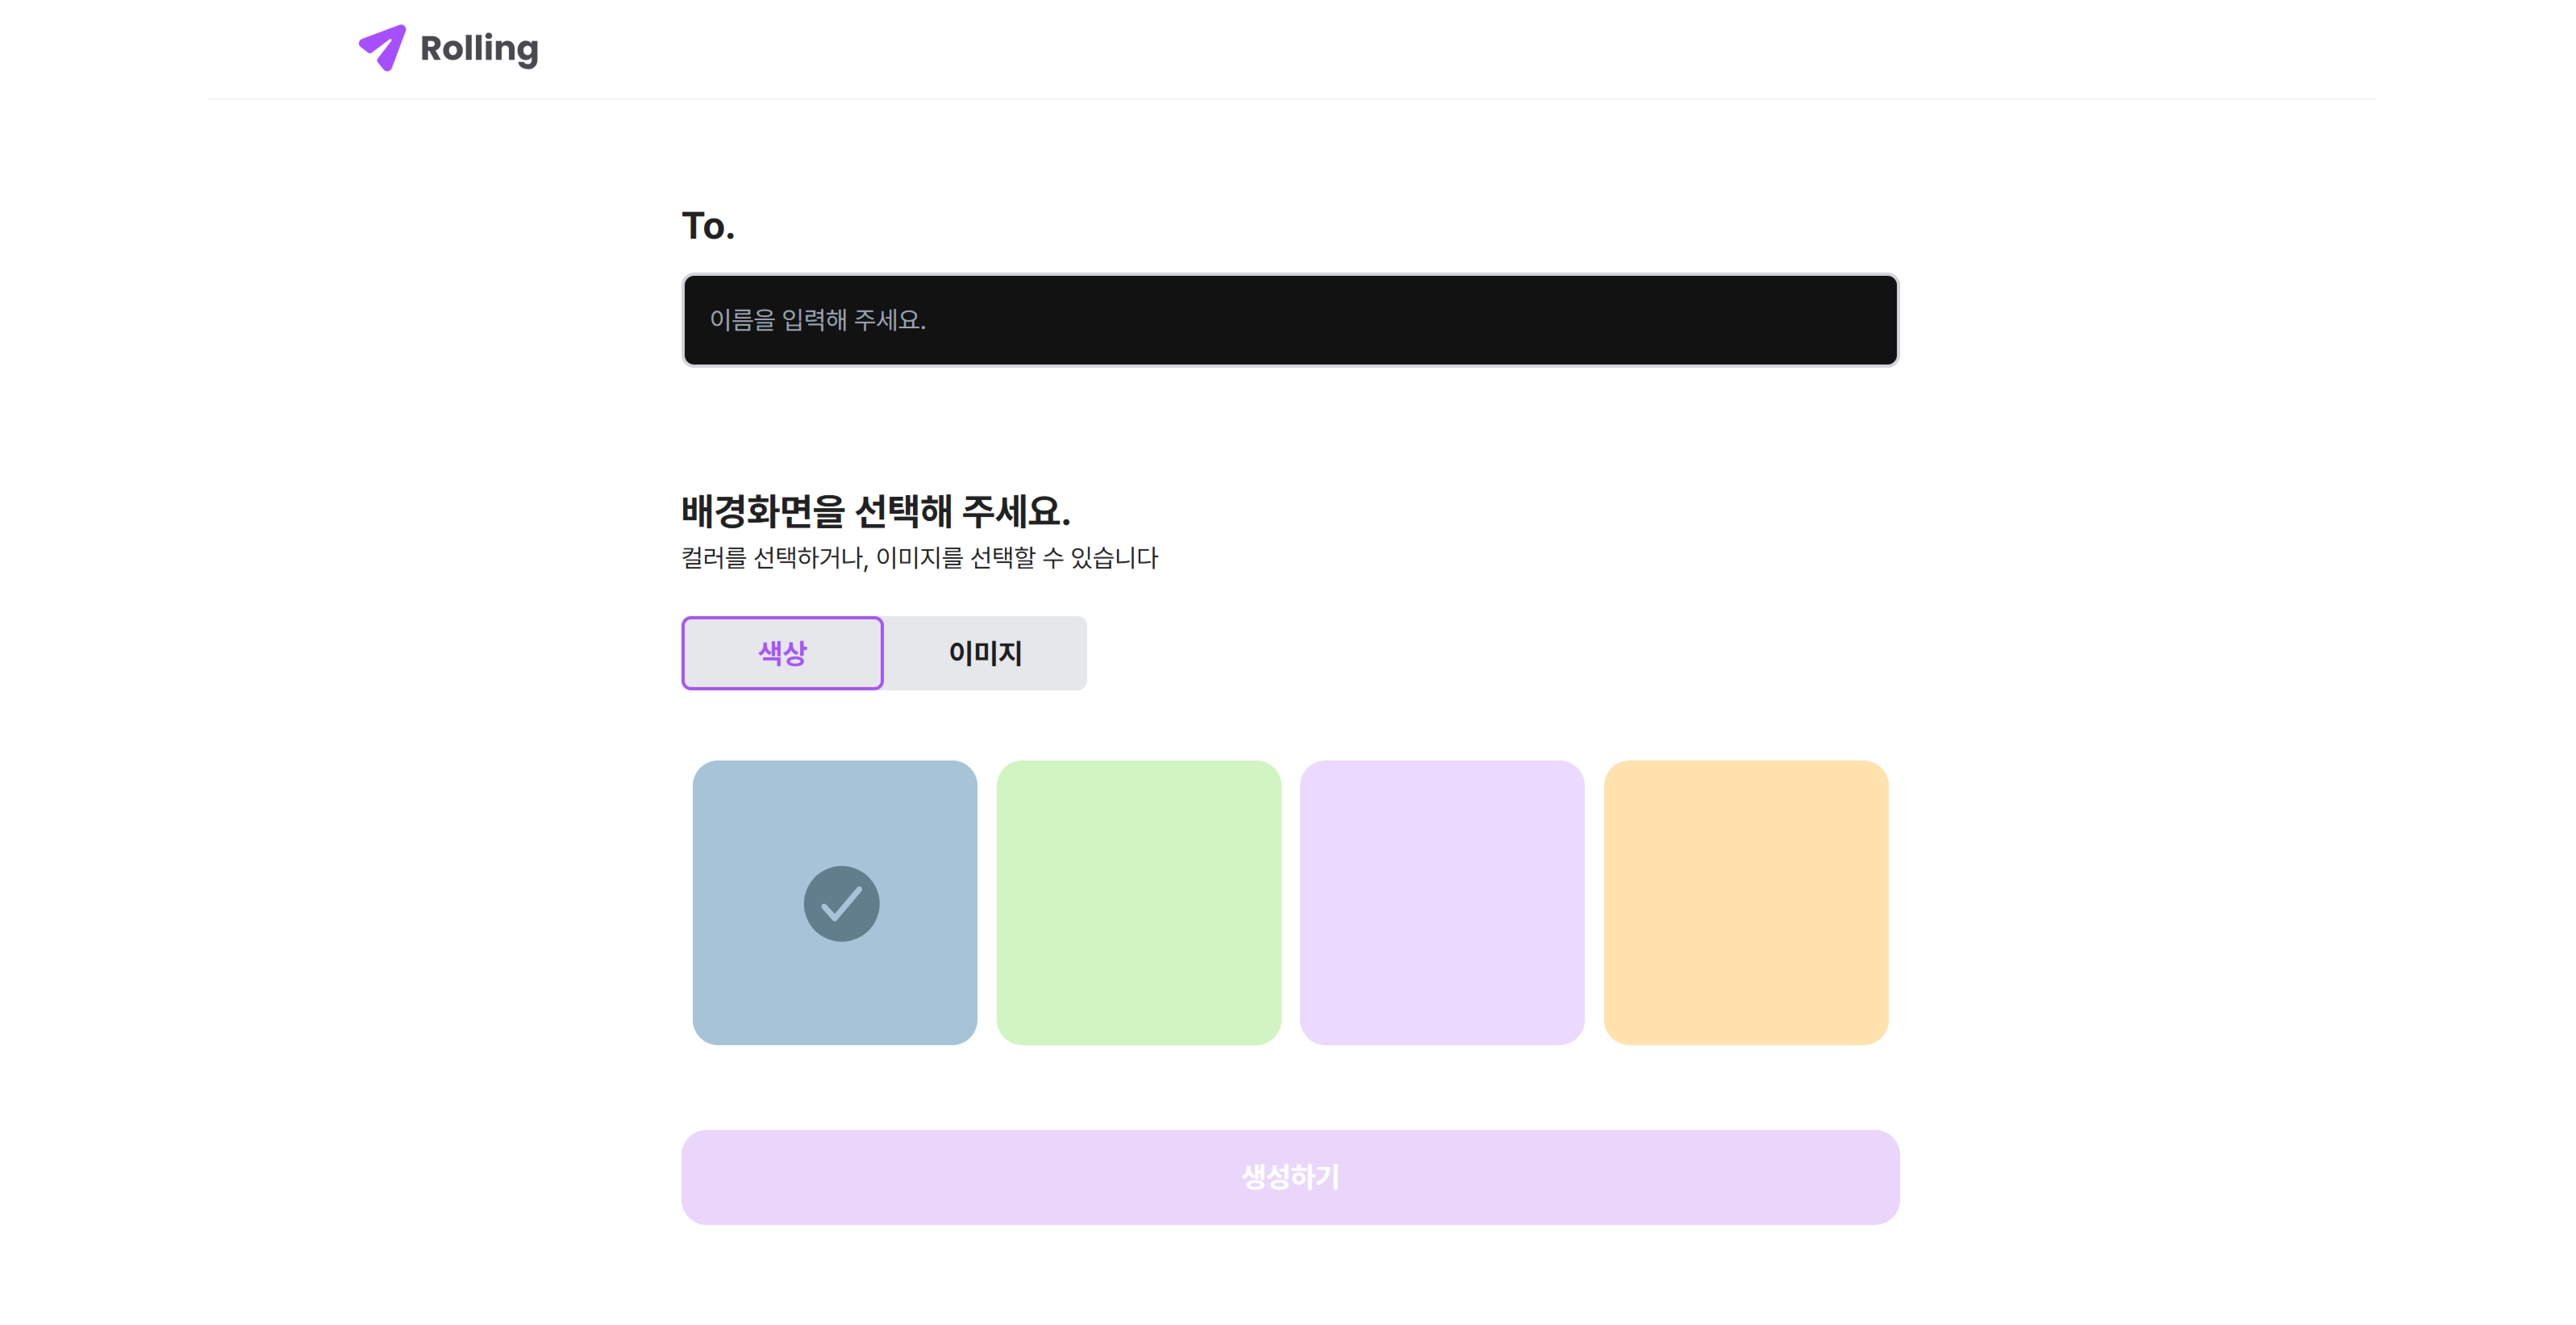 Rolling
To.
이름을 입력해 주세요.
배경화면을 선택해 주세요.
컬러를 선택하거나, 이미지를 선택할 수 있습니다
색상 이미지
생성하기